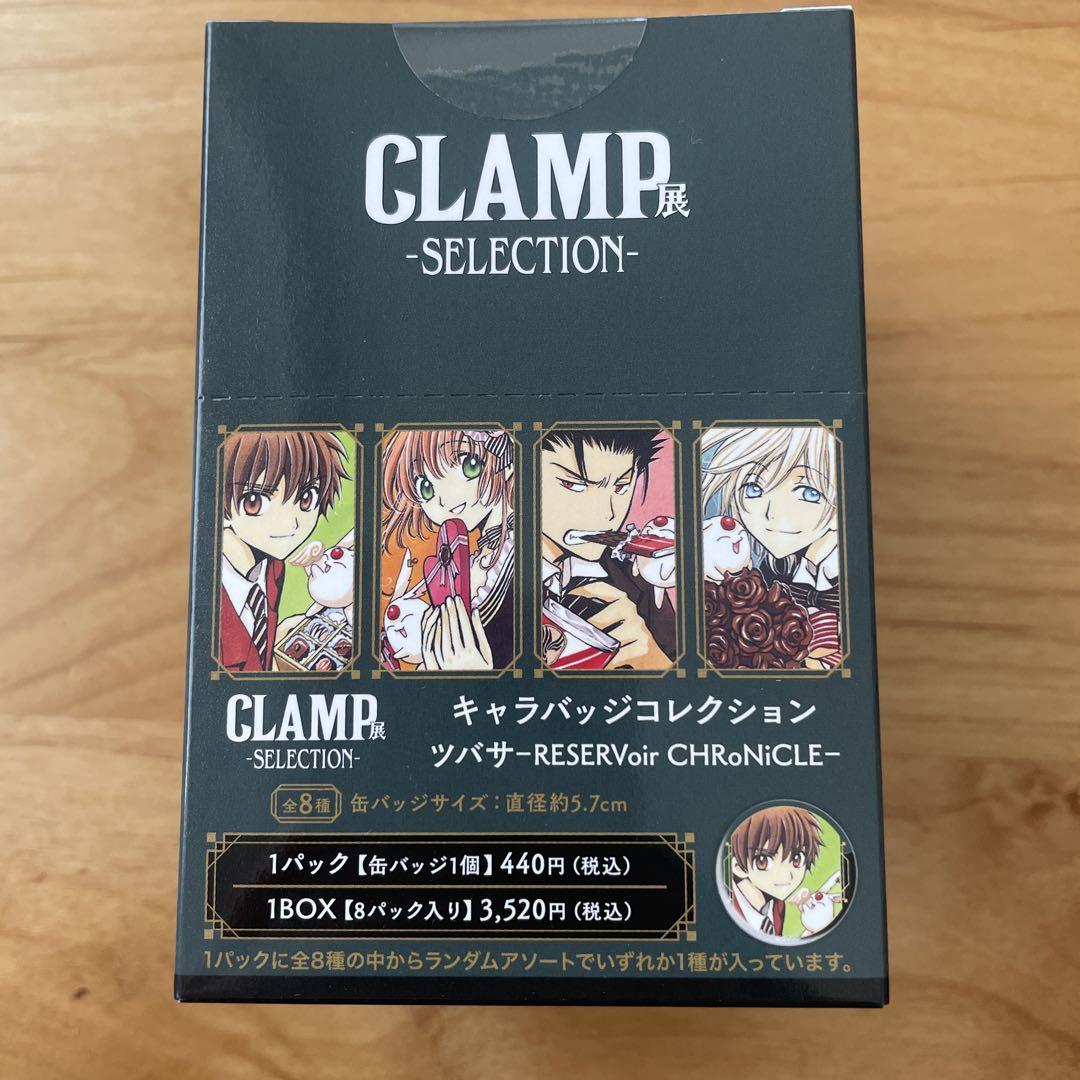 CLAMP展
-SELECTION-
CLAMP展
-SELECTION-
キャラバッジコレクション
ツバサ−RESERVoir CHRoNiCLE−
全8種 缶バッジサイズ：直径約5.7cm
1パック【缶バッジ1個】440円（税込）
1BOX【8パック入り】3,520円（税込）
1パックに全8種の中からランダムアソートでいずれか1種が入っています。